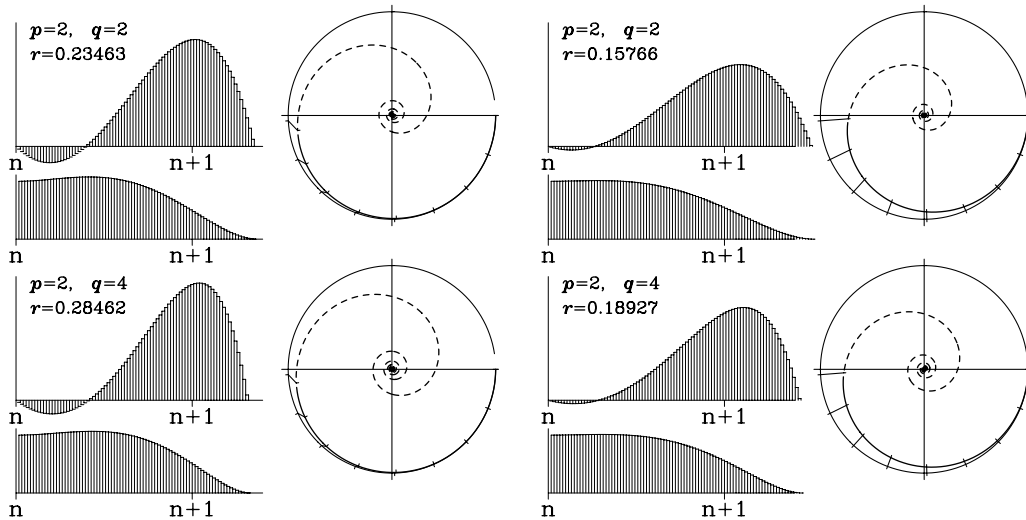 p=2, q=2
r=0.23463
n n+1
n n+1
p=2, q=2
r=0.15766
n n+1
n n+1
p=2, q=4
r=0.28462
n n+1
n n+1
p=2, q=4
r=0.18927
n n+1
n n+1